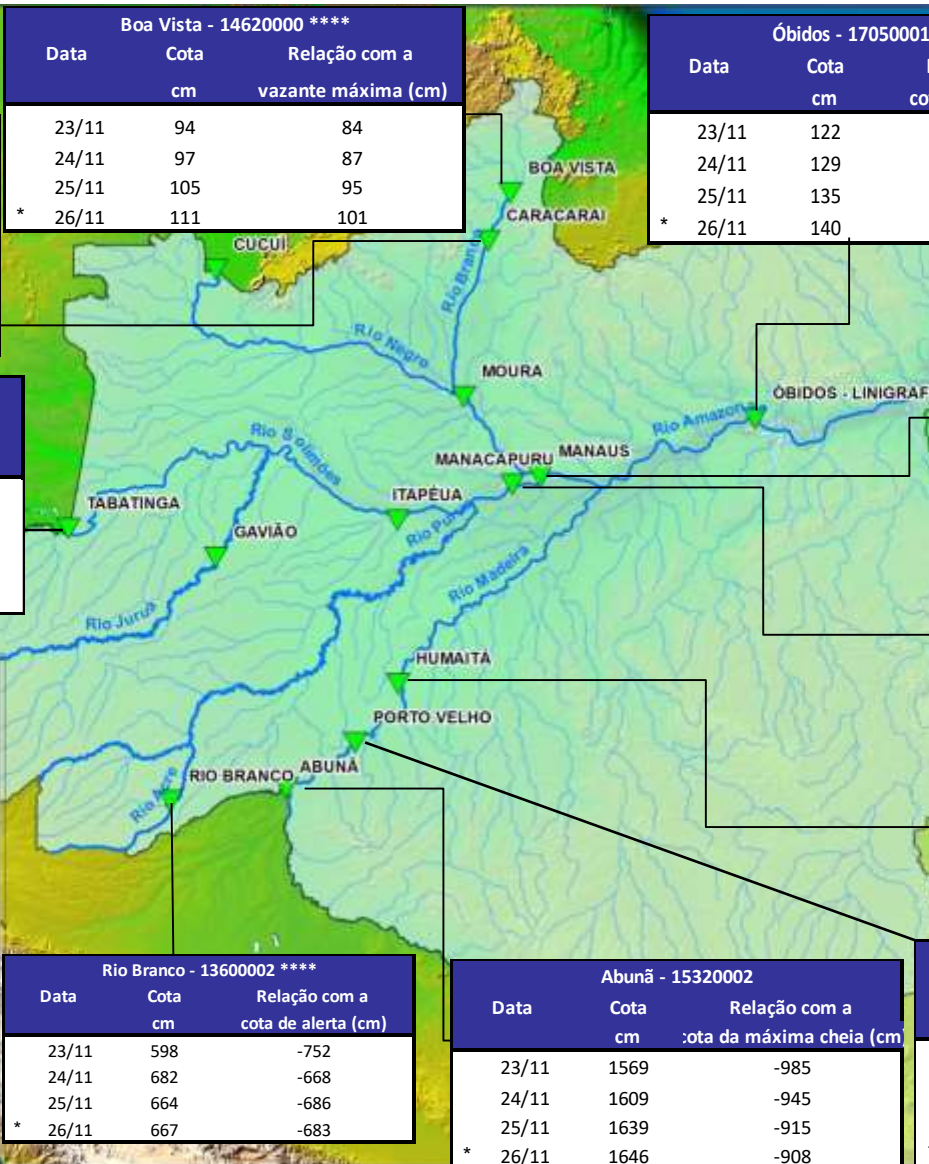 Boa Vista - 14620000 ****
Data Cota Relação com a
cm vazante máxima (cm)
23/11 94 84
24/11 97 87
25/11 105 95
* 26/11 111 101
Óbidos - 17050001
Data Cota
cm
23/11 122
24/11 129
25/11 135
* 26/11 140
BOA VISTA
CARACARAI
CUCUÍ
Rio Branco
Rio Negro
MOURA
ÓBIDOS - LINIGRAF
Rio Amazon
Rio Solimões
MANACAPURU
MANAUS
TABATINGA
ITAPÉUA
GAVIÃO
Rio Madeira
Rio Juruá
HUMAITÁ
PORTO VELHO
ABUNÃ
RIO BRANCO
Rio Acre
Rio Branco - 13600002 ****
Data Cota Relação com a
cm cota de alerta (cm)
23/11 598 -752
24/11 682 -668
25/11 664 -686
* 26/11 667 -683
Abunã - 15320002
Data Cota Relação com a
cm cota da máxima cheia (cm)
23/11 1569 -985
24/11 1609 -945
25/11 1639 -915
* 26/11 1646 -908